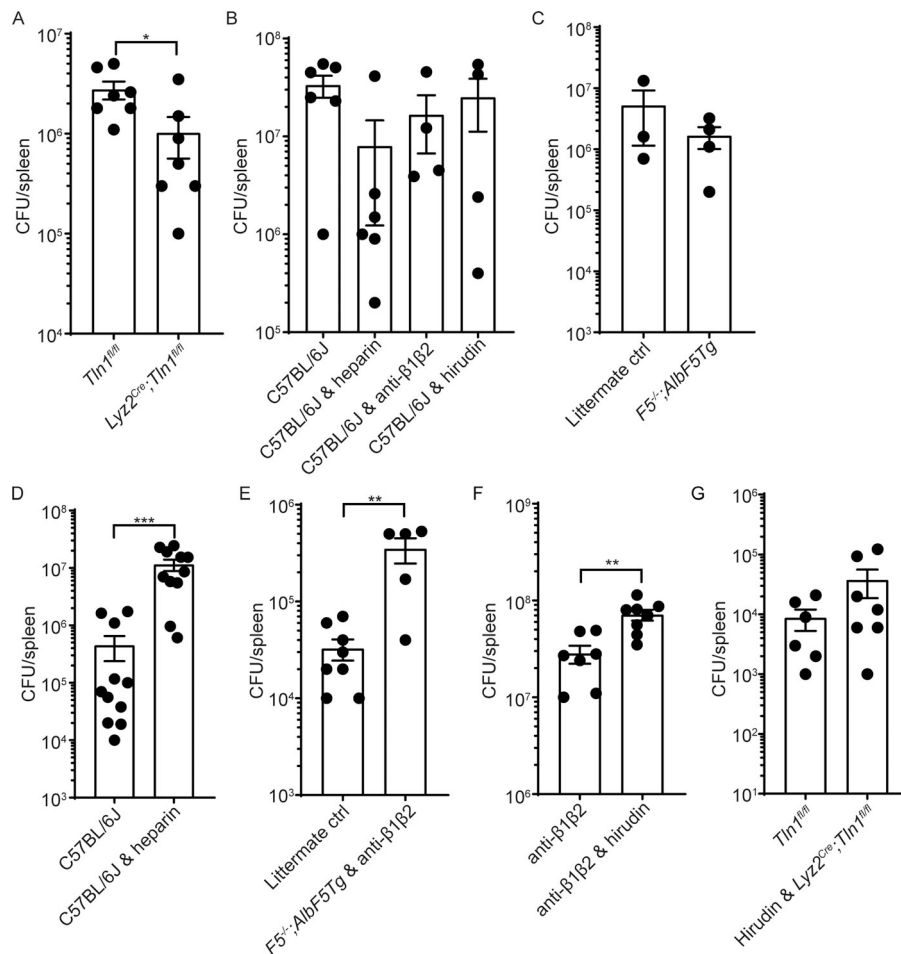 A
CFU/spleen
10⁷
10⁶
10⁵
10⁴
*
Tln1ᶠˡ/ᶠˡ
Lyz2ᶜʳᵉ;Tln1ᶠˡ/ᶠˡ
B
CFU/spleen
10⁸
10⁷
10⁶
10⁵
C57BL/6J
C57BL/6J & heparin
C57BL/6J & anti-β1β2
C57BL/6J & hirudin
C
CFU/spleen
10⁸
10⁷
10⁶
10⁵
10⁴
10³
Littermate ctrl
F5⁻/⁻;AlbF5Tg
D
CFU/spleen
10⁸
10⁷
10⁶
10⁵
10⁴
10³
***
C57BL/6J
C57BL/6J & heparin
E
CFU/spleen
10⁶
10⁵
10⁴
10³
**
Littermate ctrl
F5⁻/⁻;AlbF5Tg & anti-β1β2
F
CFU/spleen
10⁹
10⁸
10⁷
10⁶
**
anti-β1β2
anti-β1β2 & hirudin
G
CFU/spleen
10⁶
10⁵
10⁴
10³
10²
10¹
Tln1ᶠˡ/ᶠˡ
Hirudin & Lyz2ᶜʳᵉ;Tln1ᶠˡ/ᶠˡ